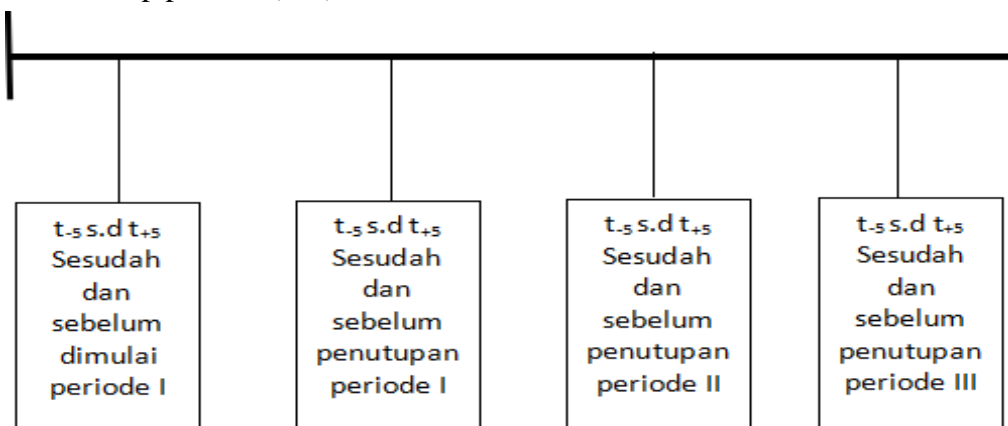 t-5 s.d t+5
Sesudah
dan
sebelum
dimulai
periode I
t-5 s.d t+5
Sesudah
dan
sebelum
penutupan
periode I
t-5 s.d t+5
Sesudah
dan
sebelum
penutupan
periode II
t-5 s.d t+5
Sesudah
dan
sebelum
penutupan
periode III